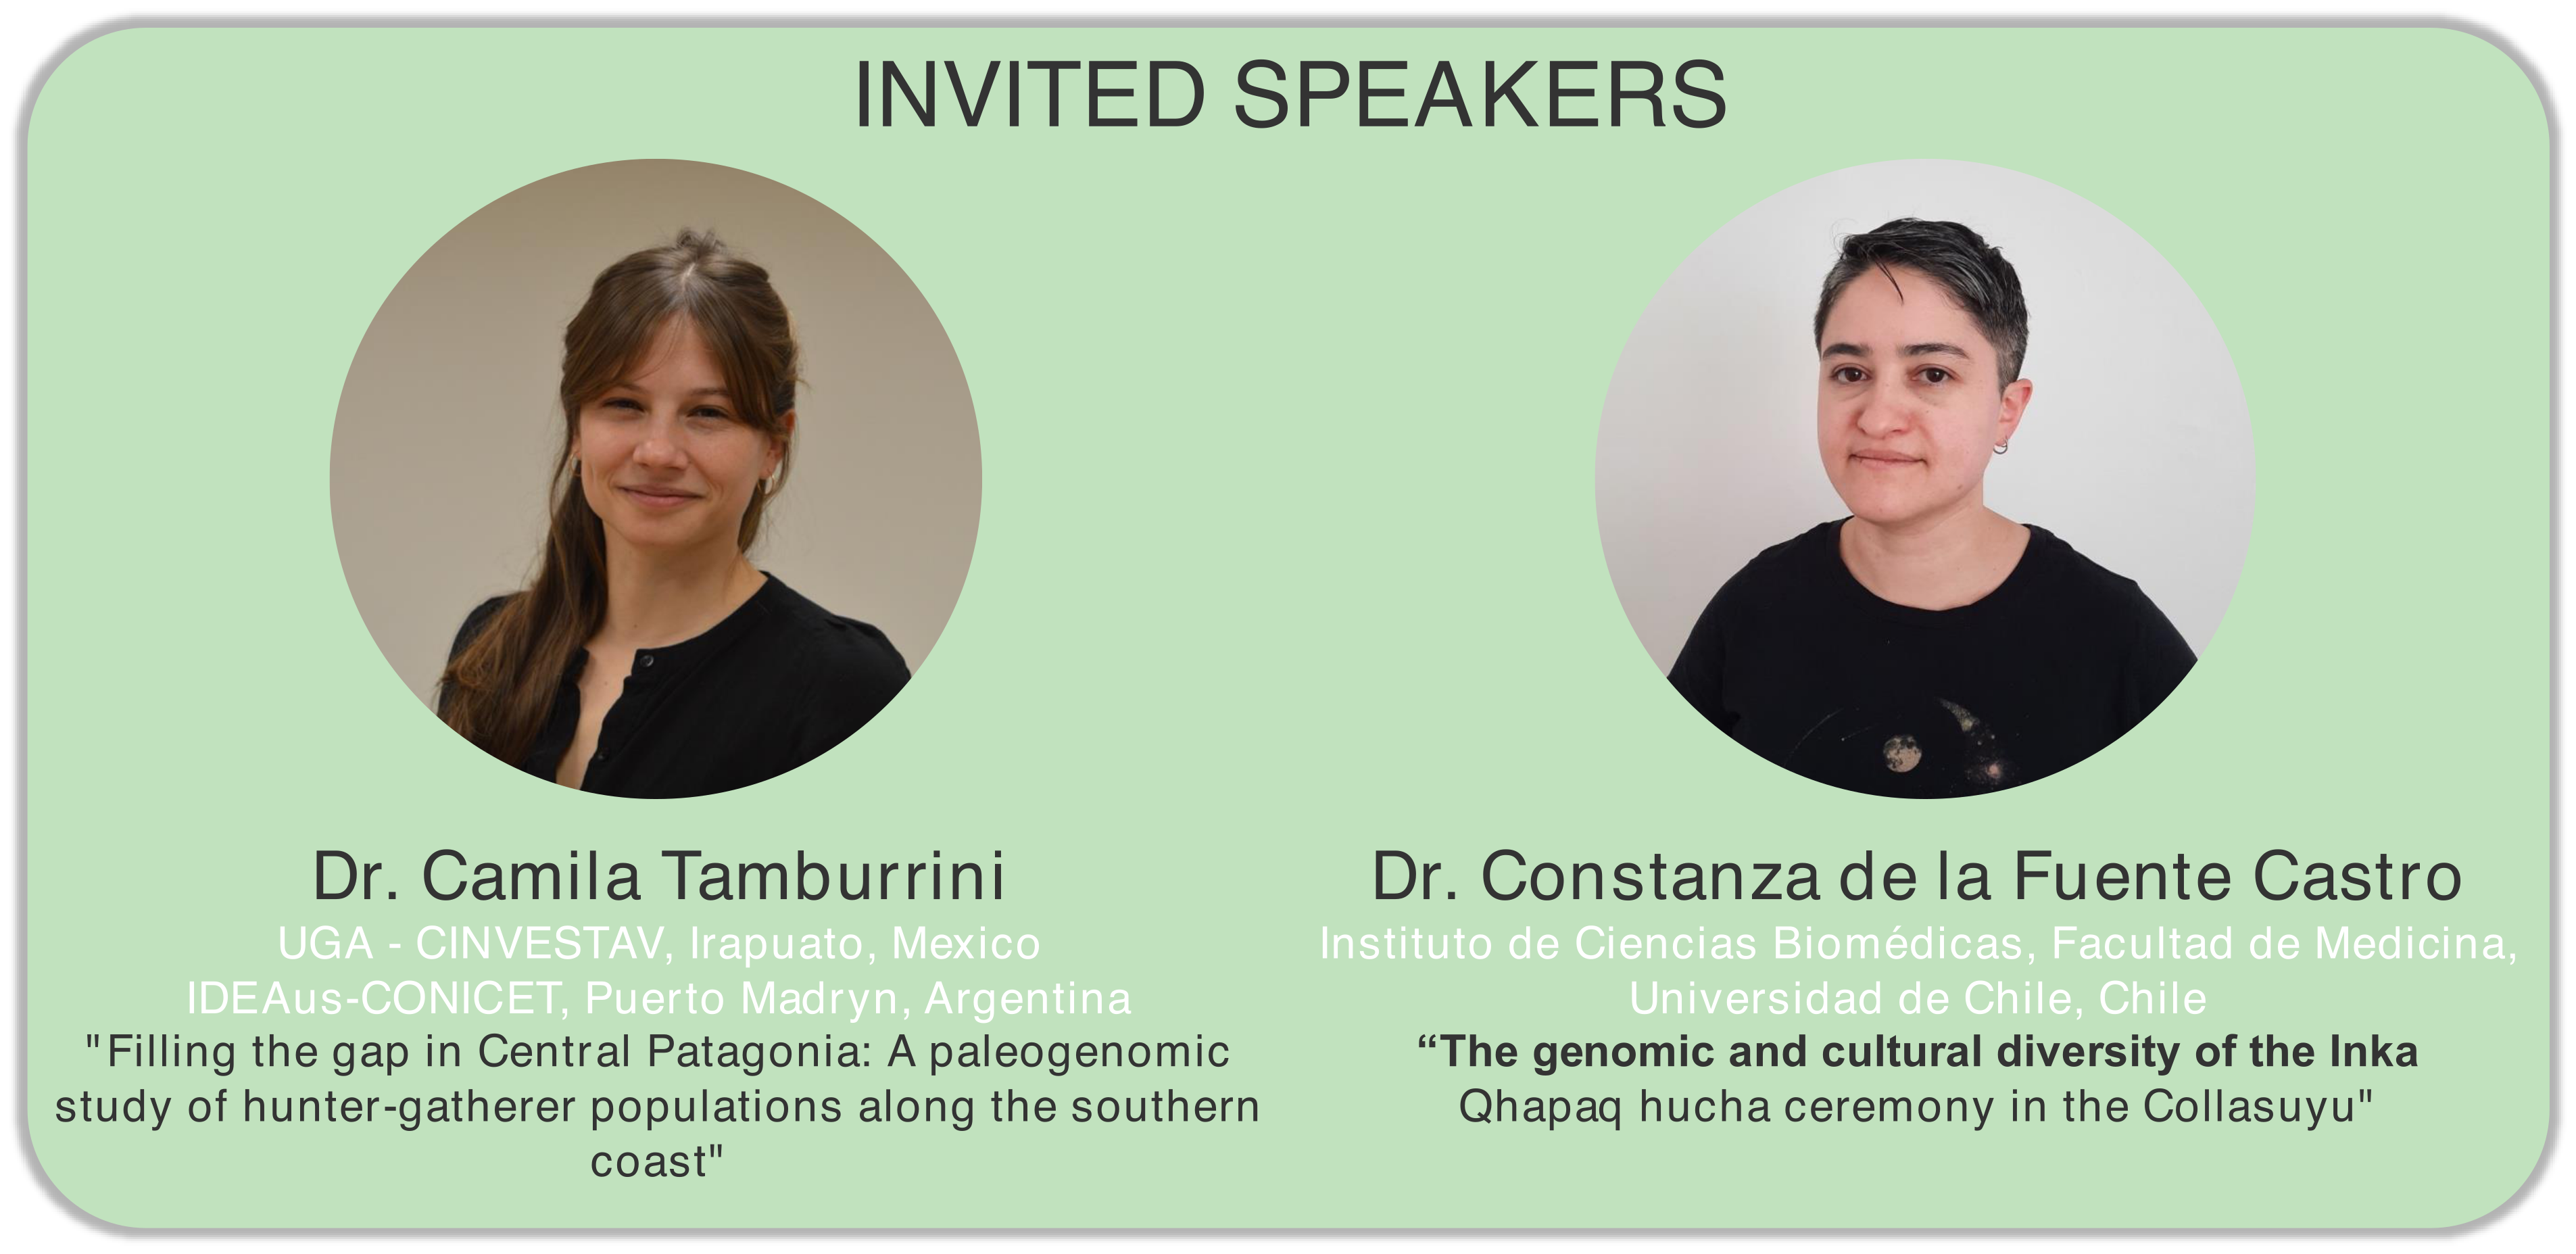 INVITED SPEAKERS
Dr. Camila Tamburrini
UGA - CINVESTAV, Irapuato, Mexico
IDEAus-CONICET, Puerto Madryn, Argentina
"Filling the gap in Central Patagonia: A paleogenomic
study of hunter-gatherer populations along the southern
coast"
Dr. Constanza de la Fuente Castro
Instituto de Ciencias Biomédicas, Facultad de Medicina,
Universidad de Chile, Chile
“The genomic and cultural diversity of the Inka
Qhapaq hucha ceremony in the Collasuyu"